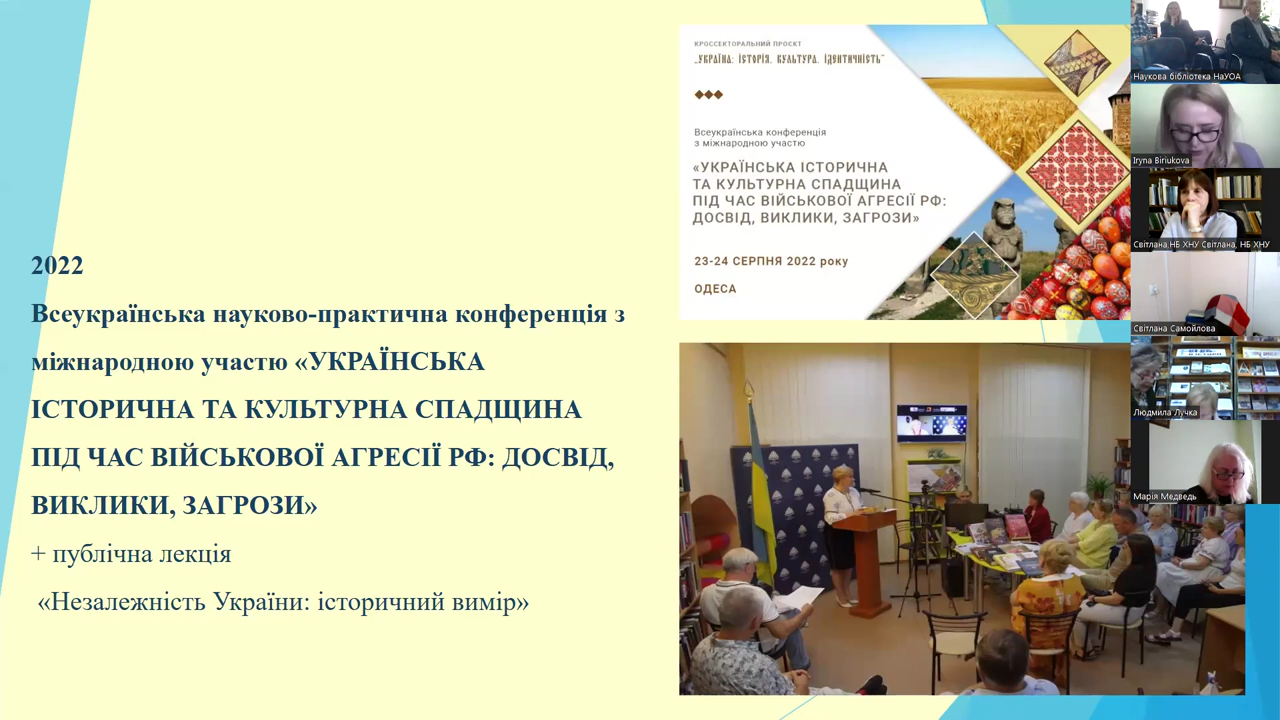 2022
Всеукраїнська науково-практична конференція з
міжнародною участю «УКРАЇНСЬКА
ІСТОРИЧНА ТА КУЛЬТУРНА СПАДЩИНА
ПІД ЧАС ВІЙСЬКОВОЇ АГРЕСІЇ РФ: ДОСВІД,
ВИКЛИКИ, ЗАГРОЗИ»
+ публічна лекція
«Незалежність України: історичний вимір»
КРОССЕКТОРАЛЬНИЙ ПРОЄКТ
„УКРАЇНА: ІСТОРІЯ. КУЛЬТУРА. ІДЕНТИЧНІСТЬ"
Всеукраїнська конференція
з міжнародною участю
«УКРАЇНСЬКА ІСТОРИЧНА
ТА КУЛЬТУРНА СПАДЩИНА
ПІД ЧАС ВІЙСЬКОВОЇ АГРЕСІЇ РФ:
ДОСВІД, ВИКЛИКИ, ЗАГРОЗИ»
23-24 СЕРПНЯ 2022 року
ОДЕСА
Наукова бібліотека НаУОА
Iryna Biriukova
Світлана,НБ ХНУ Світлана, НБ ХНУ
Світлана Самойлова
Людмила Лучка
Марія Медведь